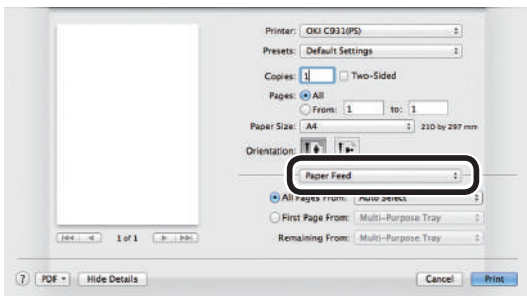 Printer: OKI C931(PS)
Presets: Default Settings
Copies: 1 Two-Sided
Pages: All
From: 1 to: 1
Paper Size: A4 210 by 297 mm
Orientation:
Paper Feed
All Pages From: Auto Select
First Page From: Multi-Purpose Tray
1 of 1 Remaining From: Multi-Purpose Tray
? PDF Hide Details Cancel Print